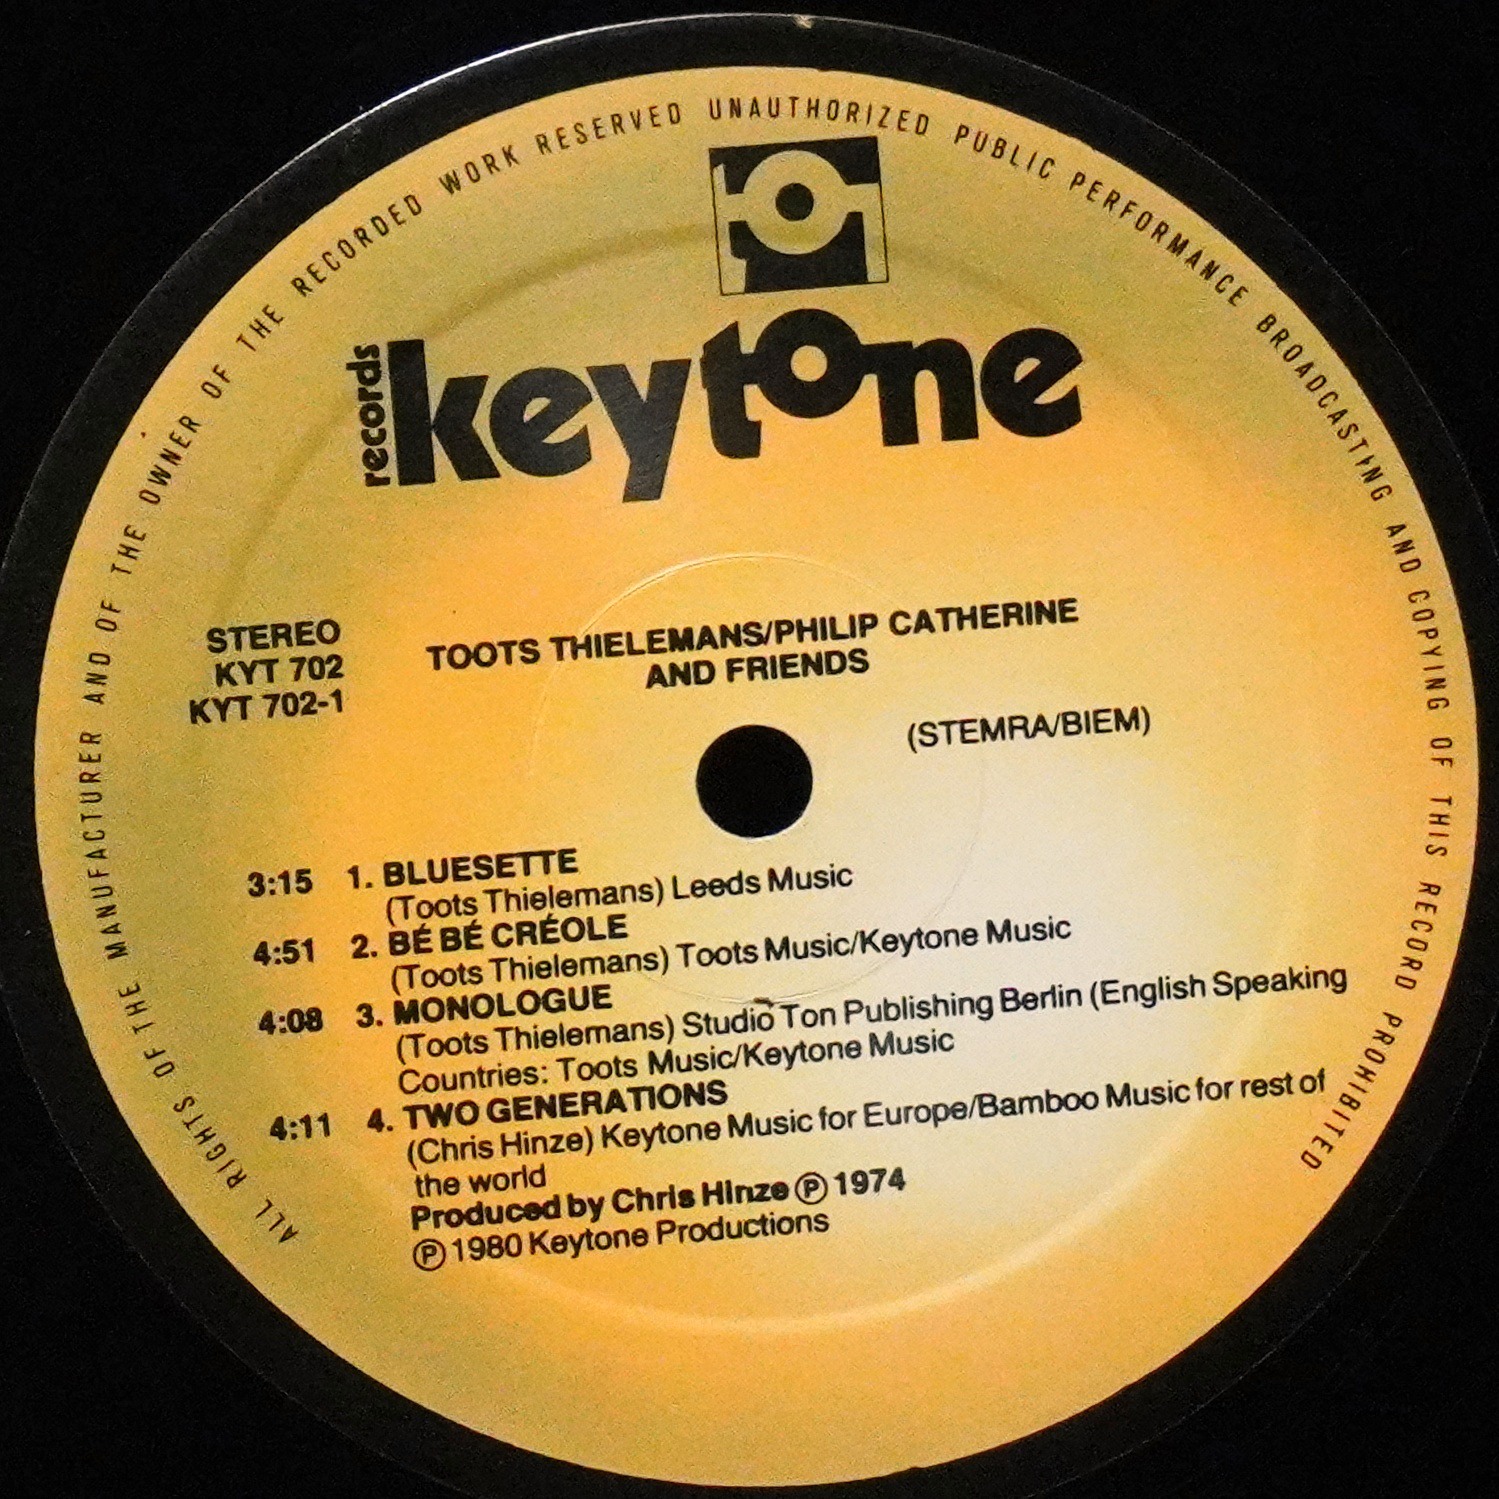 ALL RIGHTS OF THE MANUFACTURER AND OF THE OWNER OF THE RECORDED WORK RESERVED UNAUTHORIZED PUBLIC PERFORMANCE BROADCASTING AND COPYING OF THIS RECORD PROHIBITED
records keytone
STEREO
KYT 702
KYT 702-1
TOOTS THIELEMANS/PHILIP CATHERINE
AND FRIENDS
(STEMRA/BIEM)
3:15 1. BLUESETTE
(Toots Thielemans) Leeds Music
4:51 2. BÉ BÉ CRÉOLE
(Toots Thielemans) Toots Music/Keytone Music
4:08 3. MONOLOGUE
(Toots Thielemans) Studio Ton Publishing Berlin (English Speaking
Countries: Toots Music/Keytone Music
4:11 4. TWO GENERATIONS
(Chris Hinze) Keytone Music for Europe/Bamboo Music for rest of
the world
Produced by Chris Hinze ℗ 1974
℗ 1980 Keytone Productions